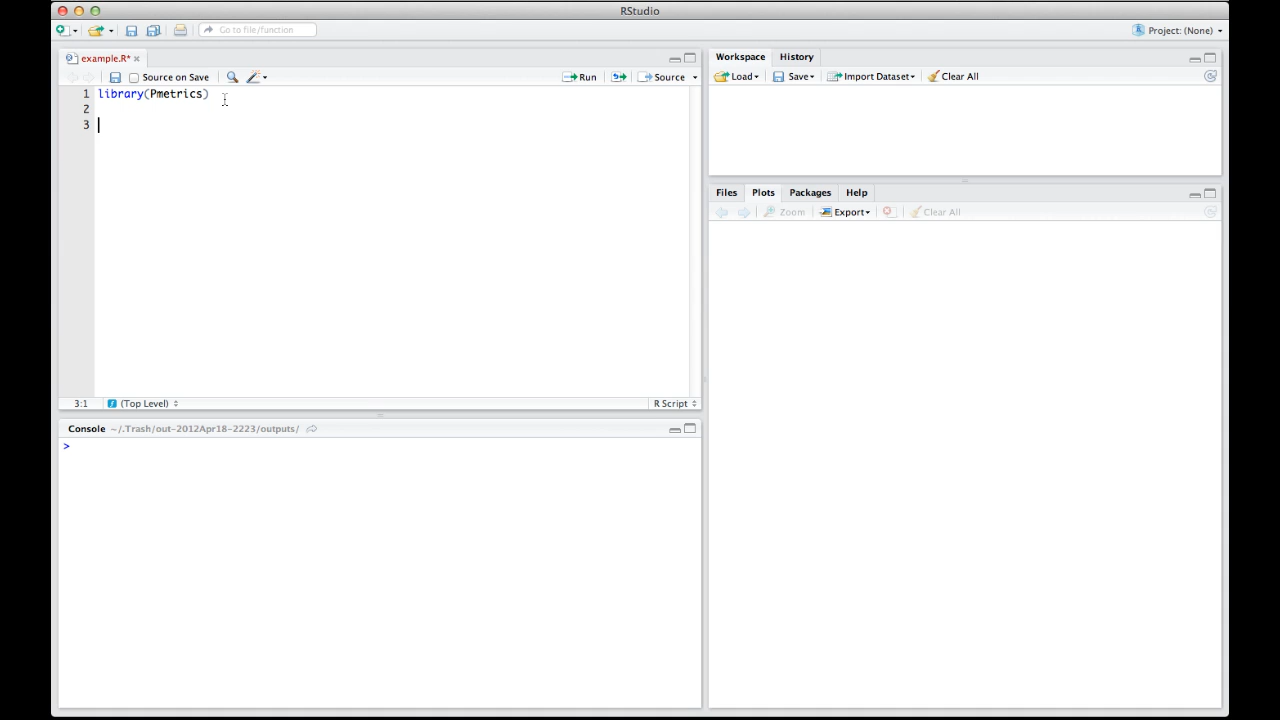 RStudio
Go to file/function
Project: (None)
example.R*
Source on Save
Run
Source
1 library(Pmetrics)
2
3
3:1
(Top Level)
R Script
Console ~/.Trash/out-2012Apr18-2223/outputs/
>
Workspace History
Load Save Import Dataset Clear All
Files Plots Packages Help
Zoom Export Clear All